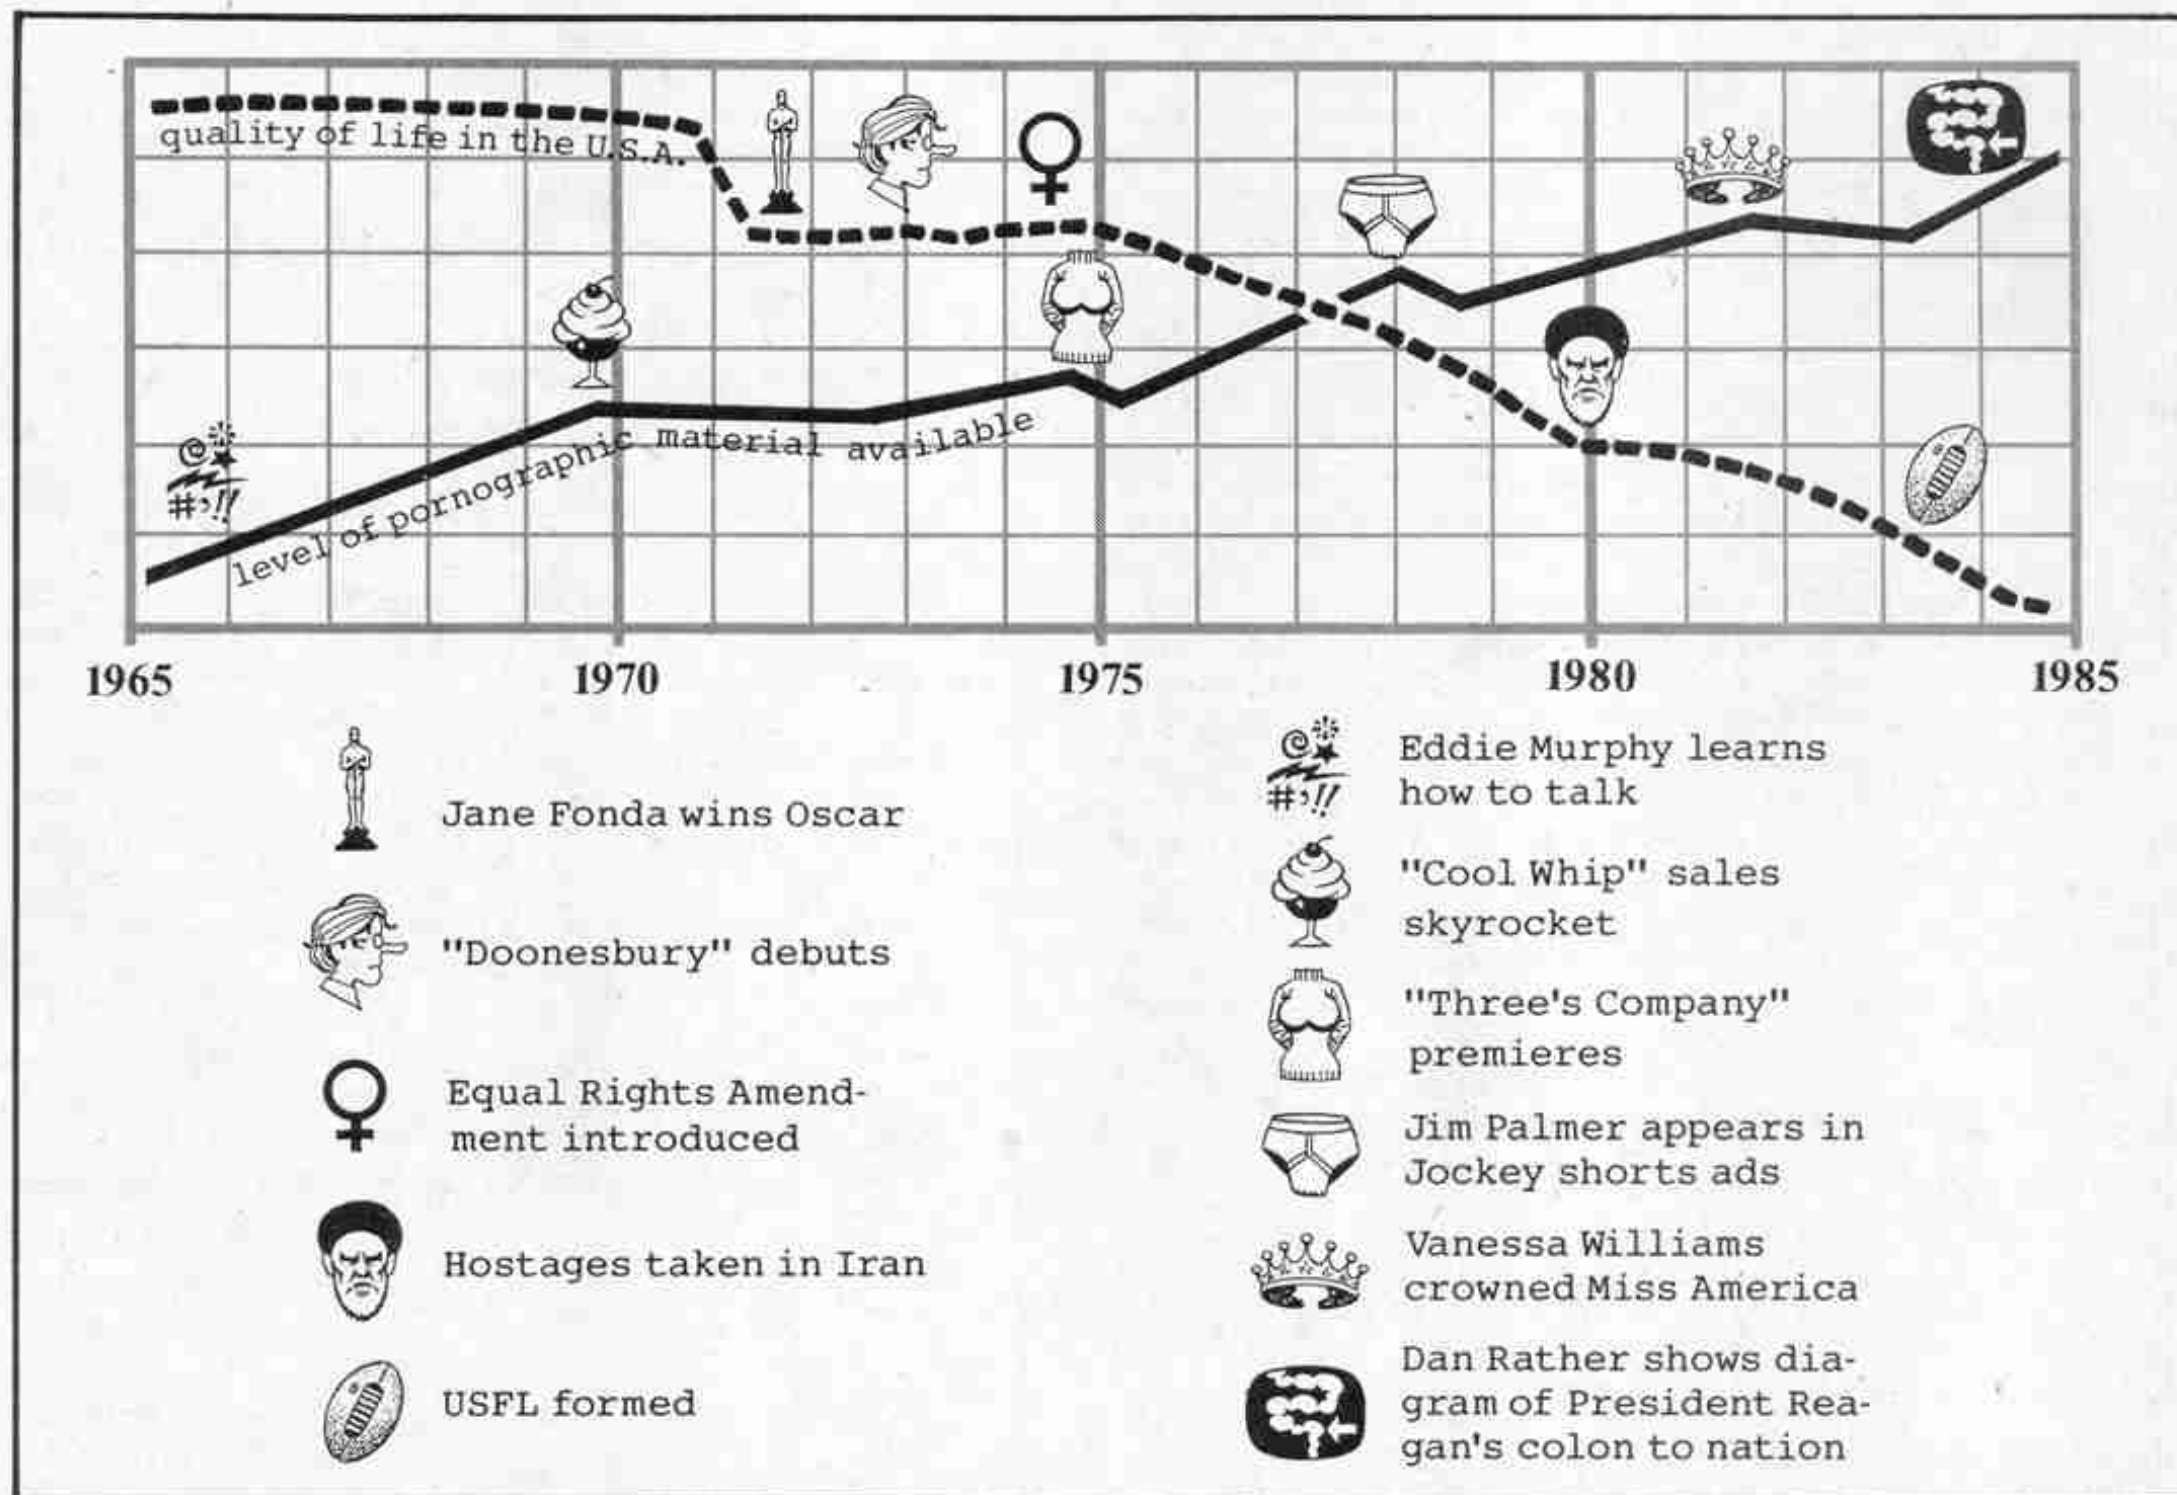 quality of life in the U.S.A.
level of pornographic material available
1965 1970 1975 1980 1985
Jane Fonda wins Oscar
"Doonesbury" debuts
Equal Rights Amend-
ment introduced
Hostages taken in Iran
USFL formed
@
#,!!
Eddie Murphy learns
how to talk
"Cool Whip" sales
skyrocket
"Three's Company"
premieres
Jim Palmer appears in
Jockey shorts ads
Vanessa Williams
crowned Miss America
Dan Rather shows dia-
gram of President Rea-
gan's colon to nation